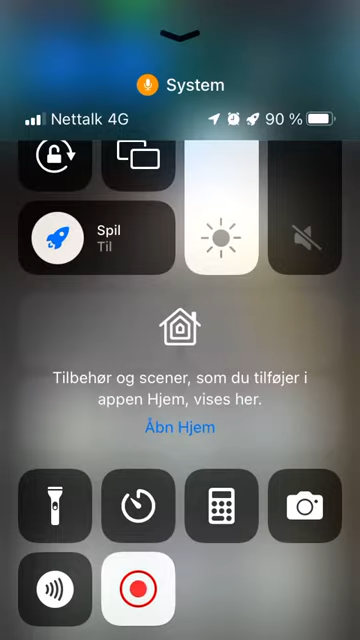 System
Nettalk 4G
90 %
Spil
Til
Tilbehør og scener, som du tilføjer i
appen Hjem, vises her.
Åbn Hjem